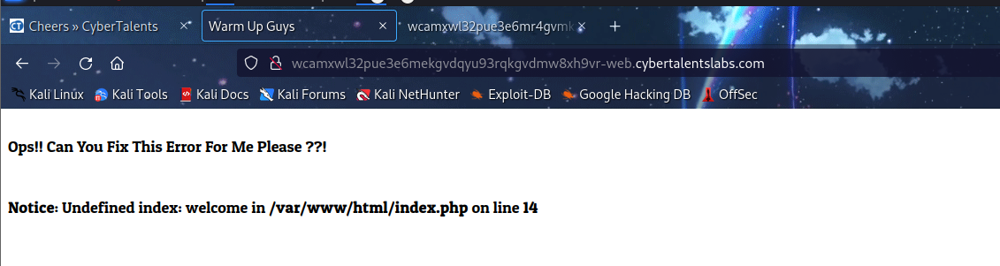 Cheers » CyberTalents
Warm Up Guys
wcamxwl32pue3e6mr4gvmk
wcamxwl32pue3e6mekgvdqyu93rqkgvdmw8xh9vr-web.cybertalentslabs.com
Kali Linux
Kali Tools
Kali Docs
Kali Forums
Kali NetHunter
Exploit-DB
Google Hacking DB
OffSec
Ops!! Can You Fix This Error For Me Please ??!
Notice: Undefined index: welcome in /var/www/html/index.php on line 14